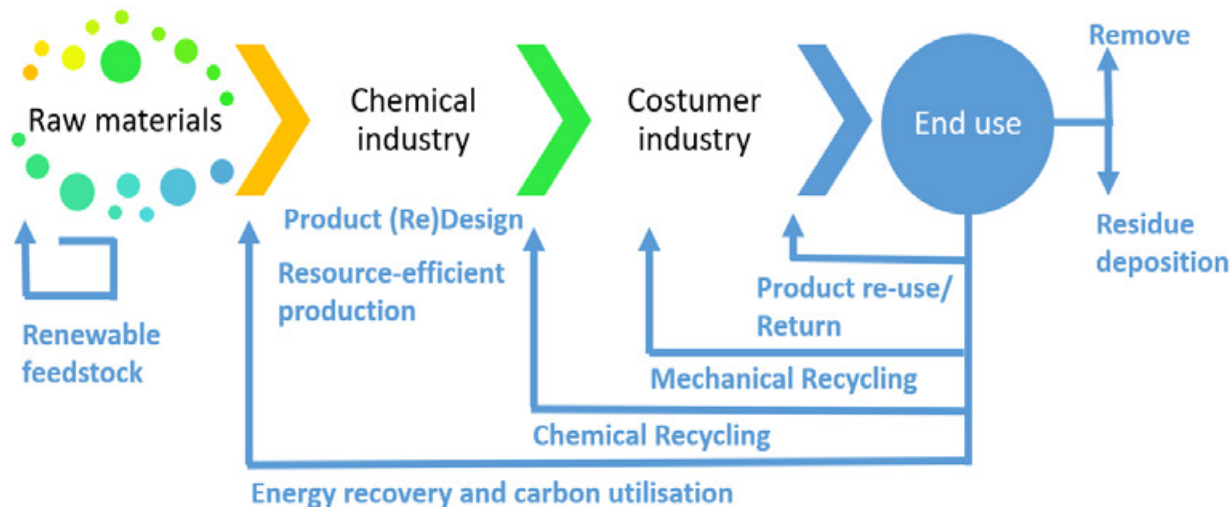 Remove
Raw materials
Chemical
industry
Costumer
industry
End use
Product (Re)Design
Residue
deposition
Resource-efficient
production
Product re-use/
Return
Renewable
feedstock
Mechanical Recycling
Chemical Recycling
Energy recovery and carbon utilisation